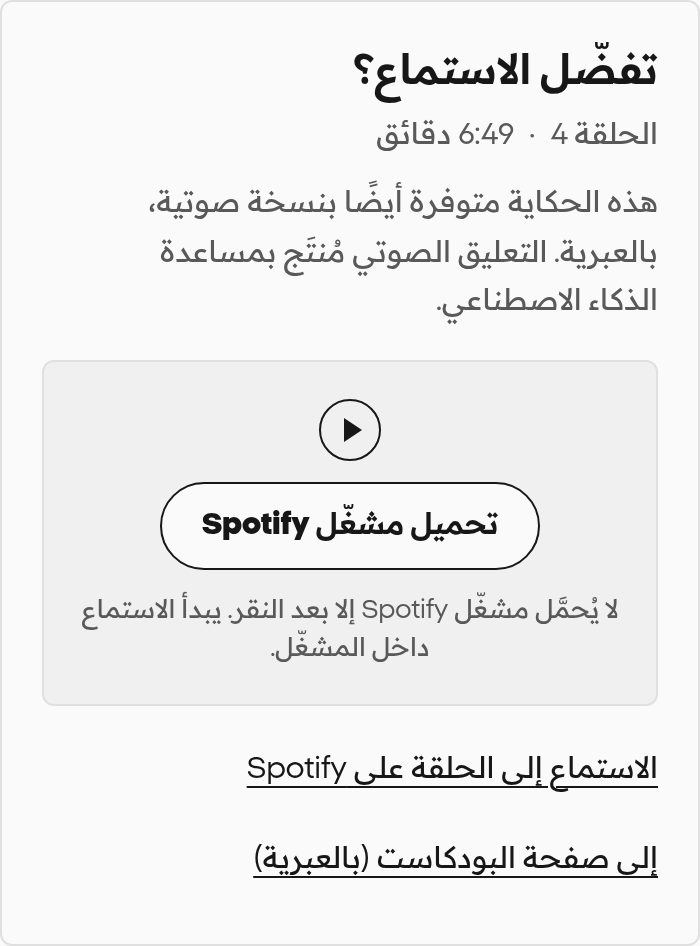 تفضّل الاستماع؟
الحلقة 4 · 6:49 دقائق
هذه الحكاية متوفرة أيضًا بنسخة صوتية،
بالعبرية. التعليق الصوتي مُنتَج بمساعدة
الذكاء الاصطناعي.
تحميل مشغّل Spotify
لا يُحمَّل مشغّل Spotify إلا بعد النقر. يبدأ الاستماع
داخل المشغّل.
الاستماع إلى الحلقة على Spotify
إلى صفحة البودكاست (بالعبرية)